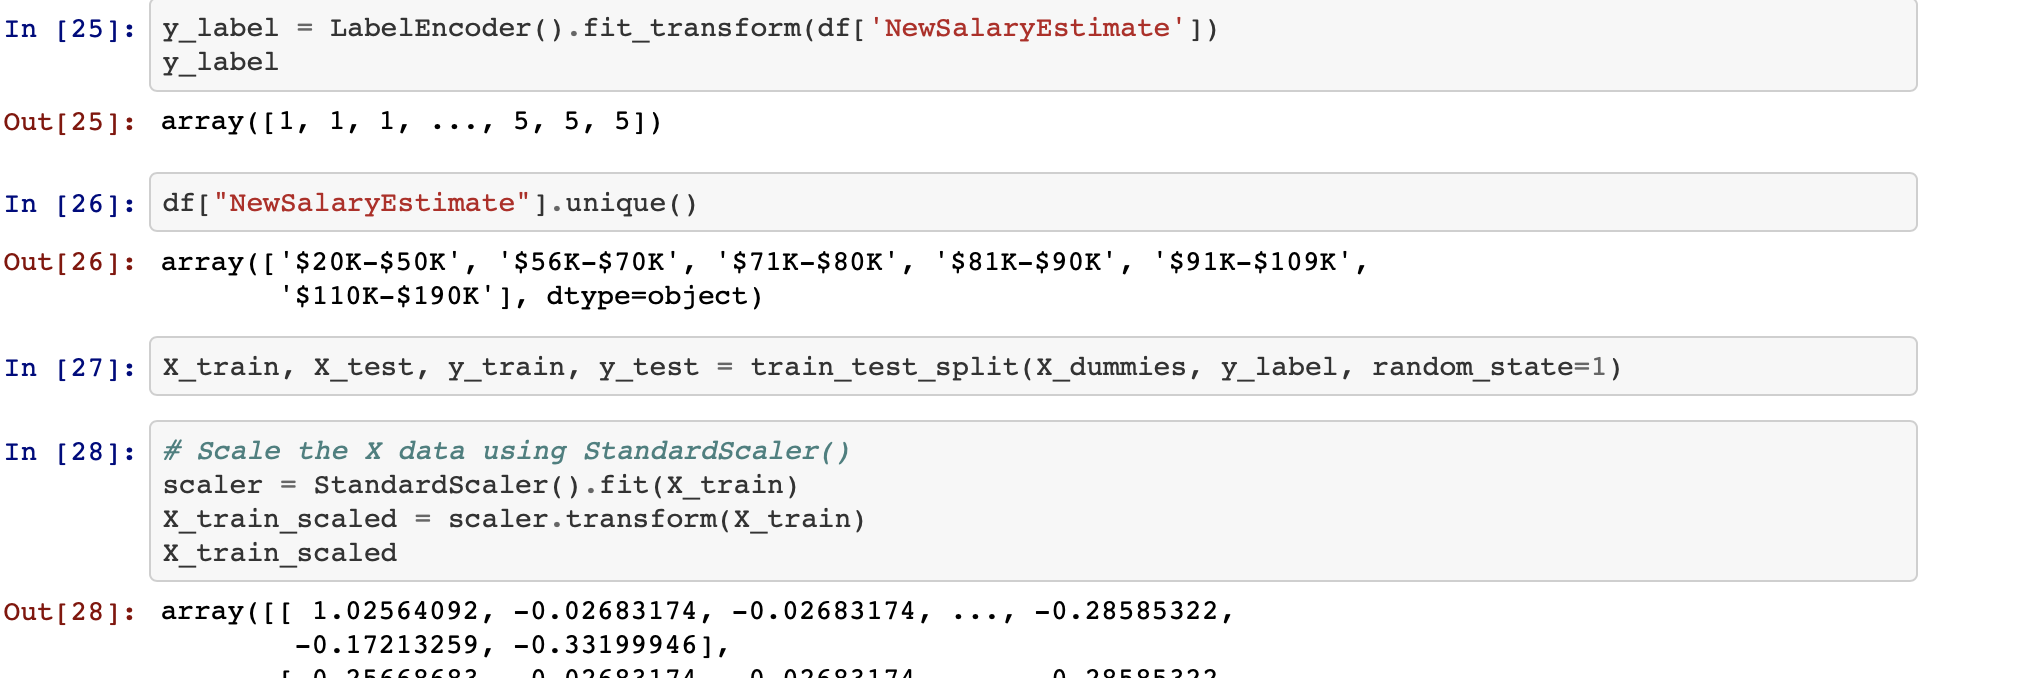 In [25]: y_label = LabelEncoder().fit_transform(df['NewSalaryEstimate'])
y_label
Out[25]: array([1, 1, 1, ..., 5, 5, 5])
In [26]: df["NewSalaryEstimate"].unique()
Out[26]: array(['$20K-$50K', '$56K-$70K', '$71K-$80K', '$81K-$90K', '$91K-$109K',
'$110K-$190K'], dtype=object)
In [27]: X_train, X_test, y_train, y_test = train_test_split(X_dummies, y_label, random_state=1)
In [28]: # Scale the X data using StandardScaler()
scaler = StandardScaler().fit(X_train)
X_train_scaled = scaler.transform(X_train)
X_train_scaled
Out[28]: array([[ 1.02564092, -0.02683174, -0.02683174, ..., -0.28585322,
-0.17213259, -0.33199946],